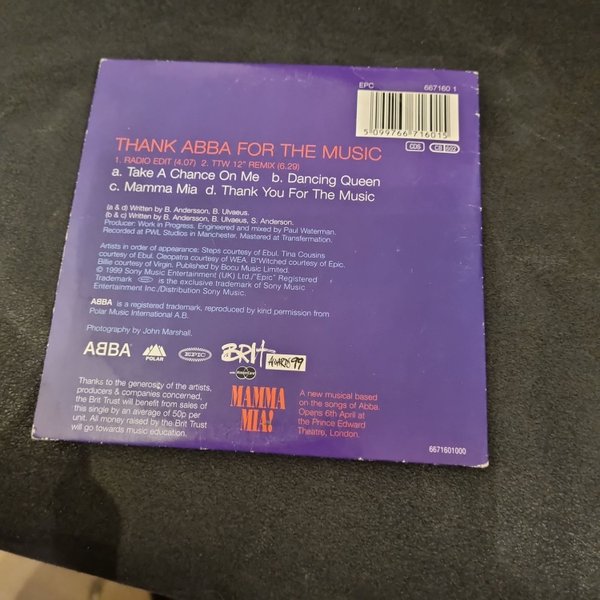 EPC 667160 1
5 099766 716015
CD5 CB 802
THANK ABBA FOR THE MUSIC
1. RADIO EDIT (4.07) 2. TTW 12" REMIX (6.29)
a. Take A Chance On Me b. Dancing Queen
c. Mamma Mia d. Thank You For The Music
(a & d) Written by B. Andersson, B. Ulvaeus.
(b & c) Written by B. Andersson, B. Ulvaeus, S. Anderson.
Producer: Work in Progress. Engineered and mixed by Paul Waterman.
Recorded at PWL Studios in Manchester. Mastered at Transfermation.
Artists in order of appearance: Steps courtesy of Ebul. Tina Cousins
courtesy of Ebul. Cleopatra courtesy of WEA. B*Witched courtesy of Epic.
Billie courtesy of Virgin. Published by Bocu Music Limited.
© 1999 Sony Music Entertainment (UK) Ltd./"Epic" Registered
Trademark is the exclusive trademark of Sony Music
Entertainment Inc./Distribution Sony Music.
ABBA is a registered trademark, reproduced by kind permission from
Polar Music International A.B.
Photography by John Marshall.
ABBA POLAR EPIC BRIT AWARDS 99
Thanks to the generosity of the artists,
producers & companies concerned,
the Brit Trust will benefit from sales of
this single by an average of 50p per
unit. All money raised by the Brit Trust
will go towards music education.
MAMMA
MIA!
A new musical based
on the songs of Abba.
Opens 6th April at
the Prince Edward
Theatre, London.
6671601000